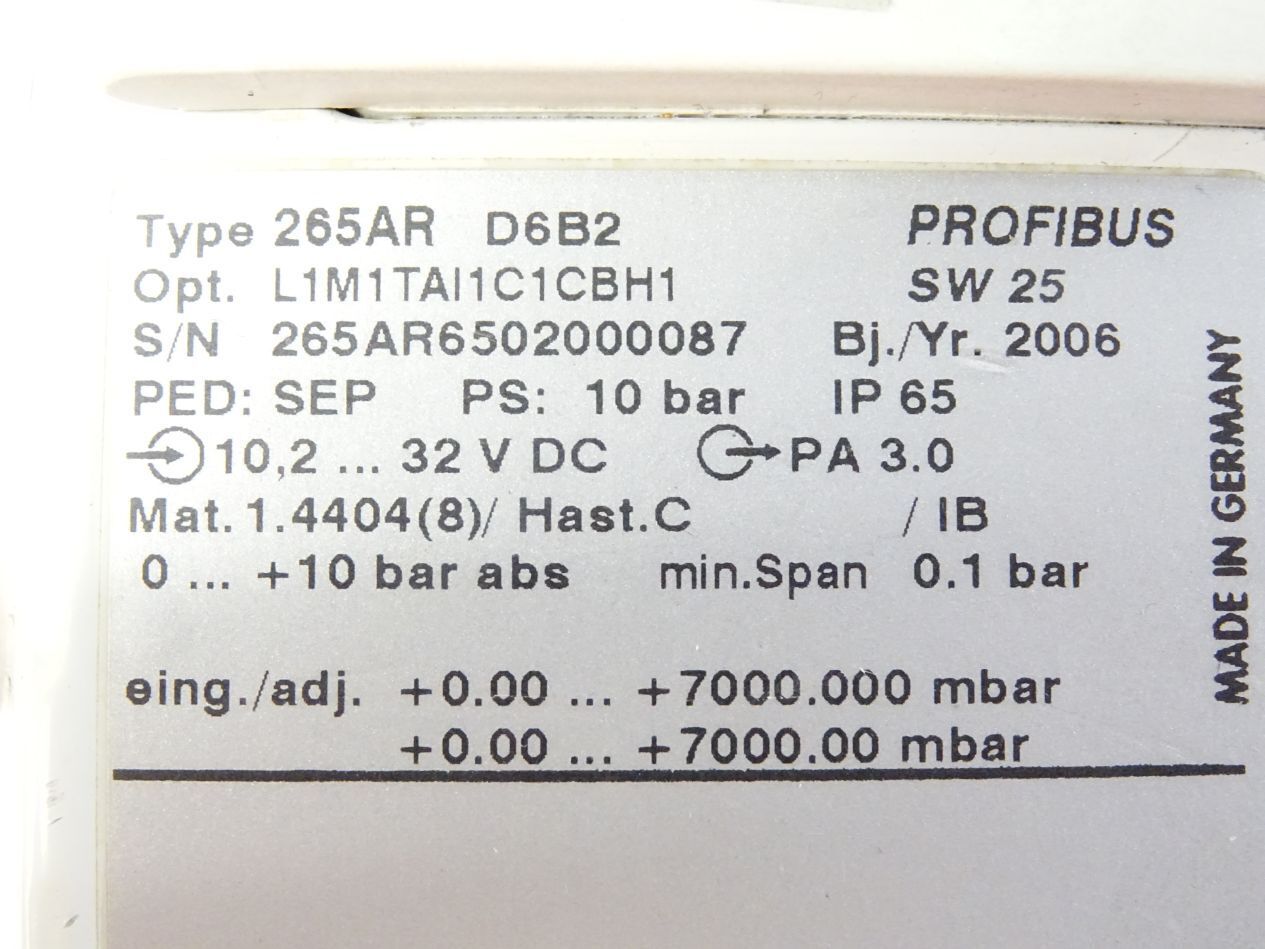 Type 265AR D6B2 PROFIBUS
Opt. L1M1TAI1C1CBH1 SW 25
S/N 265AR6502000087 Bj./Yr. 2006
PED: SEP PS: 10 bar IP 65
10,2 ... 32 V DC PA 3.0
Mat. 1.4404(8)/ Hast.C / IB
0 ... +10 bar abs min.Span 0.1 bar
eing./adj. +0.00 ... +7000.000 mbar
+0.00 ... +7000.00 mbar
MADE IN GERMANY